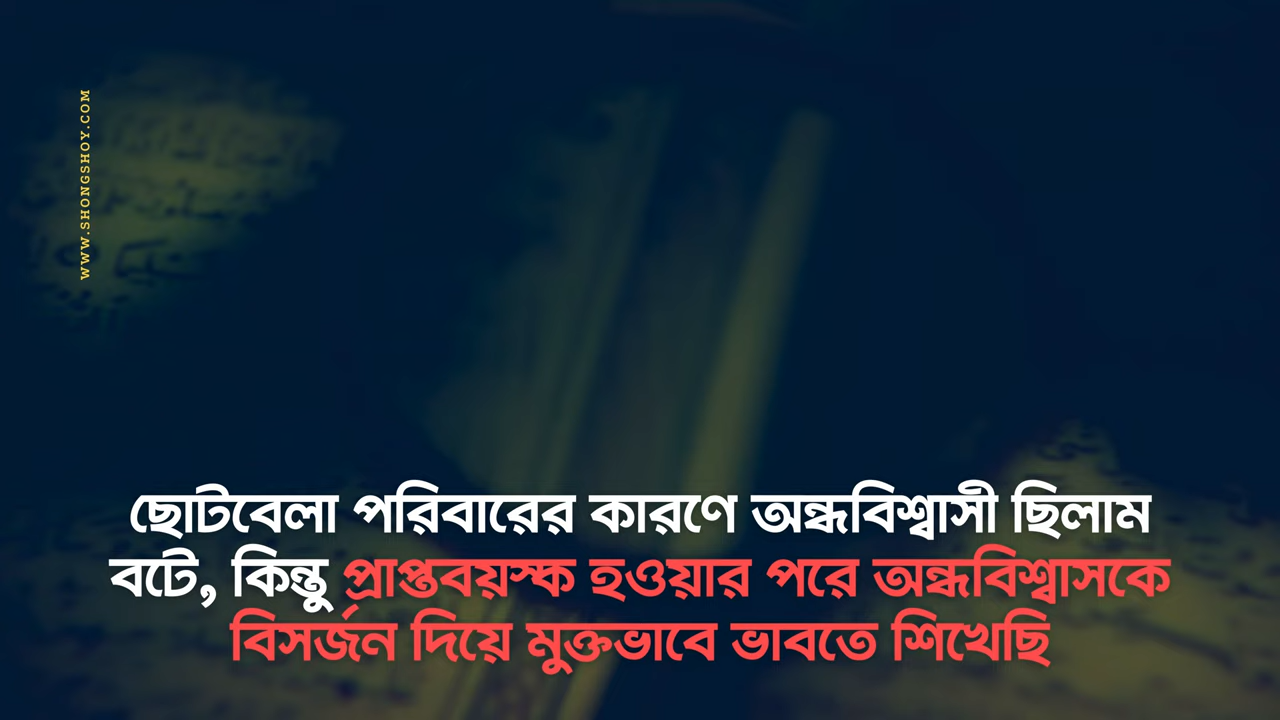 WWW.SHONGSHOY.COM
ছোটবেলা পরিবারের কারণে অন্ধবিশ্বাসী ছিলাম
বটে, কিন্তু প্রাপ্তবয়স্ক হওয়ার পরে অন্ধবিশ্বাসকে
বিসর্জন দিয়ে মুক্তভাবে ভাবতে শিখেছি